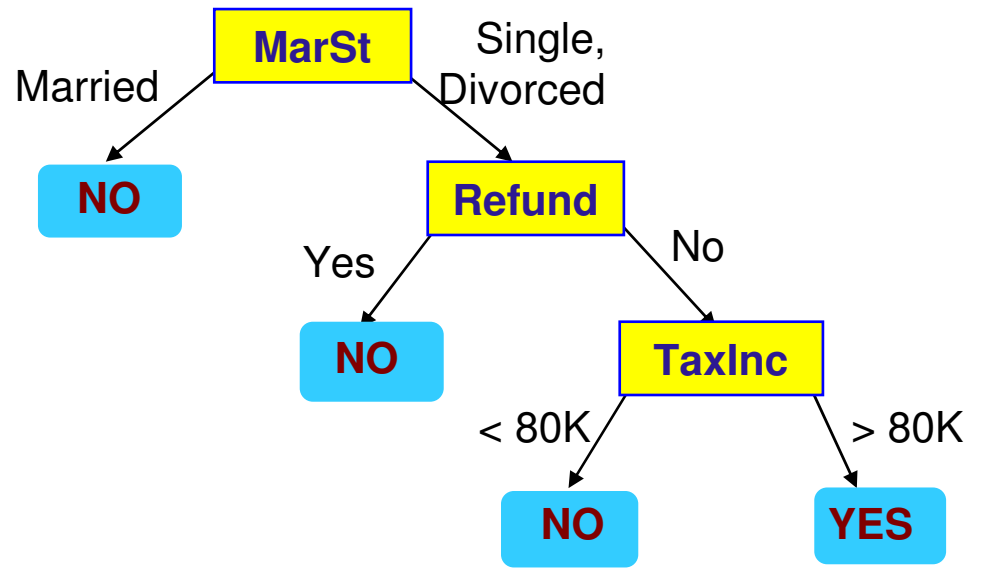 MarSt
Single,
Married
Divorced
NO
Refund
Yes
No
NO
TaxInc
< 80K
> 80K
NO
YES